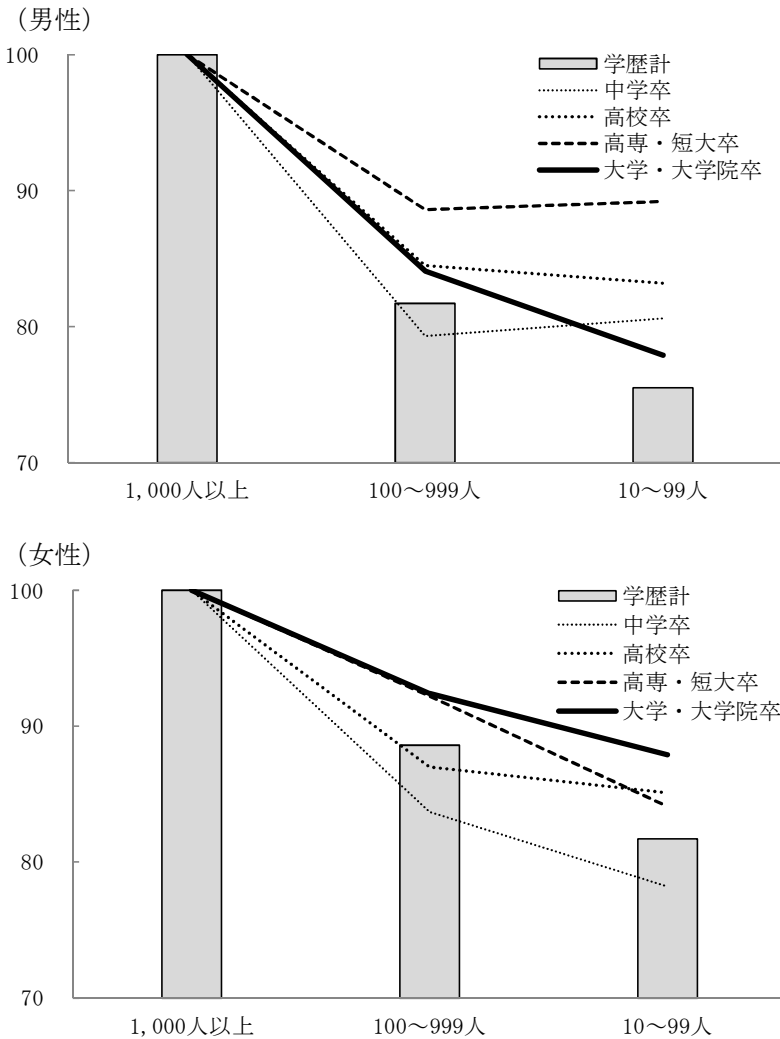 （男性）
100
90
80
70
学歴計
中学卒
高校卒
高専・短大卒
大学・大学院卒
1,000人以上
100～999人
10～99人
（女性）
100
90
80
70
学歴計
中学卒
高校卒
高専・短大卒
大学・大学院卒
1,000人以上
100～999人
10～99人